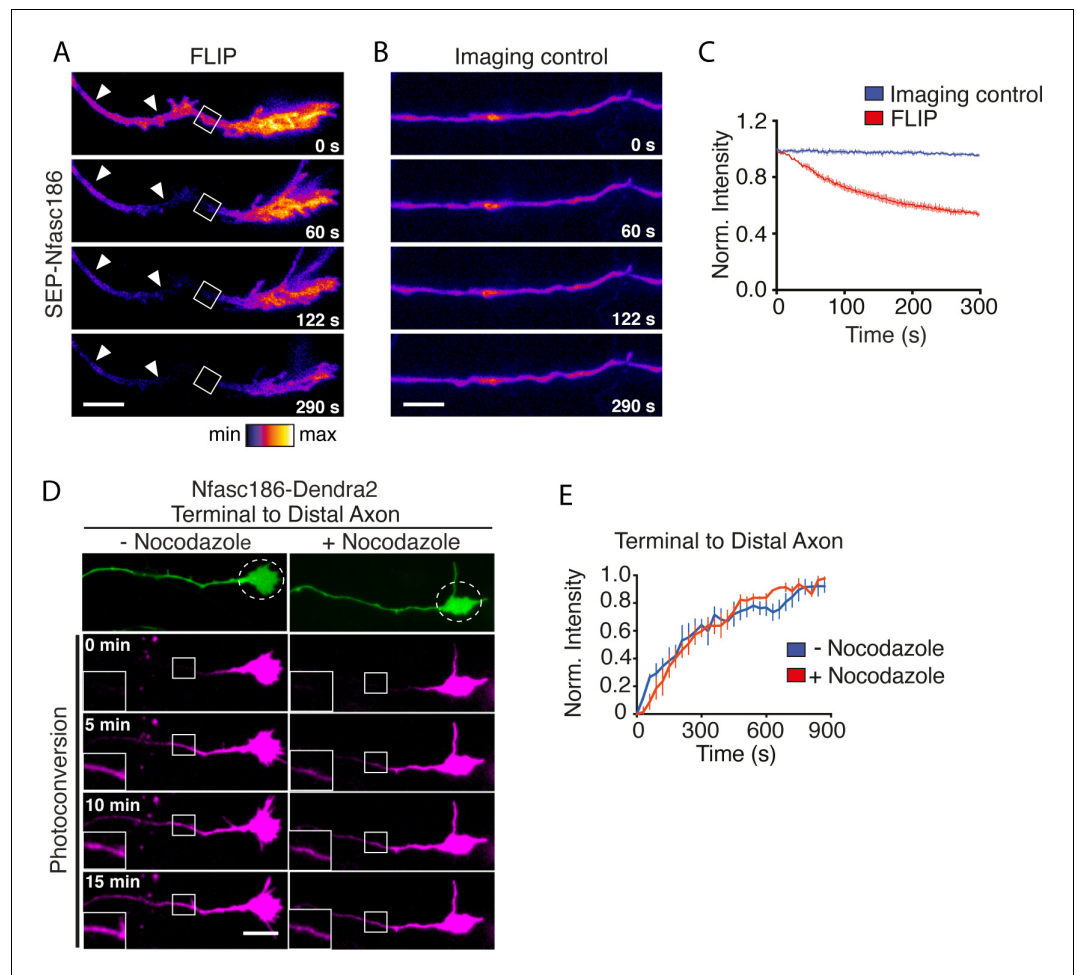 A
FLIP
B
Imaging control
C
SEP-Nfasc186
0 s
60 s
122 s
290 s
min
max
0 s
60 s
122 s
290 s
Imaging control
FLIP
Norm. Intensity
1.2
0.8
0.4
0.0
0 100 200 300
Time (s)
D
Nfasc186-Dendra2
Terminal to Distal Axon
- Nocodazole
+ Nocodazole
Photoconversion
0 min
5 min
10 min
15 min
E
Terminal to Distal Axon
Norm. Intensity
1.0
0.8
0.6
0.4
0.2
0
0 300 600 900
Time (s)
- Nocodazole
+ Nocodazole